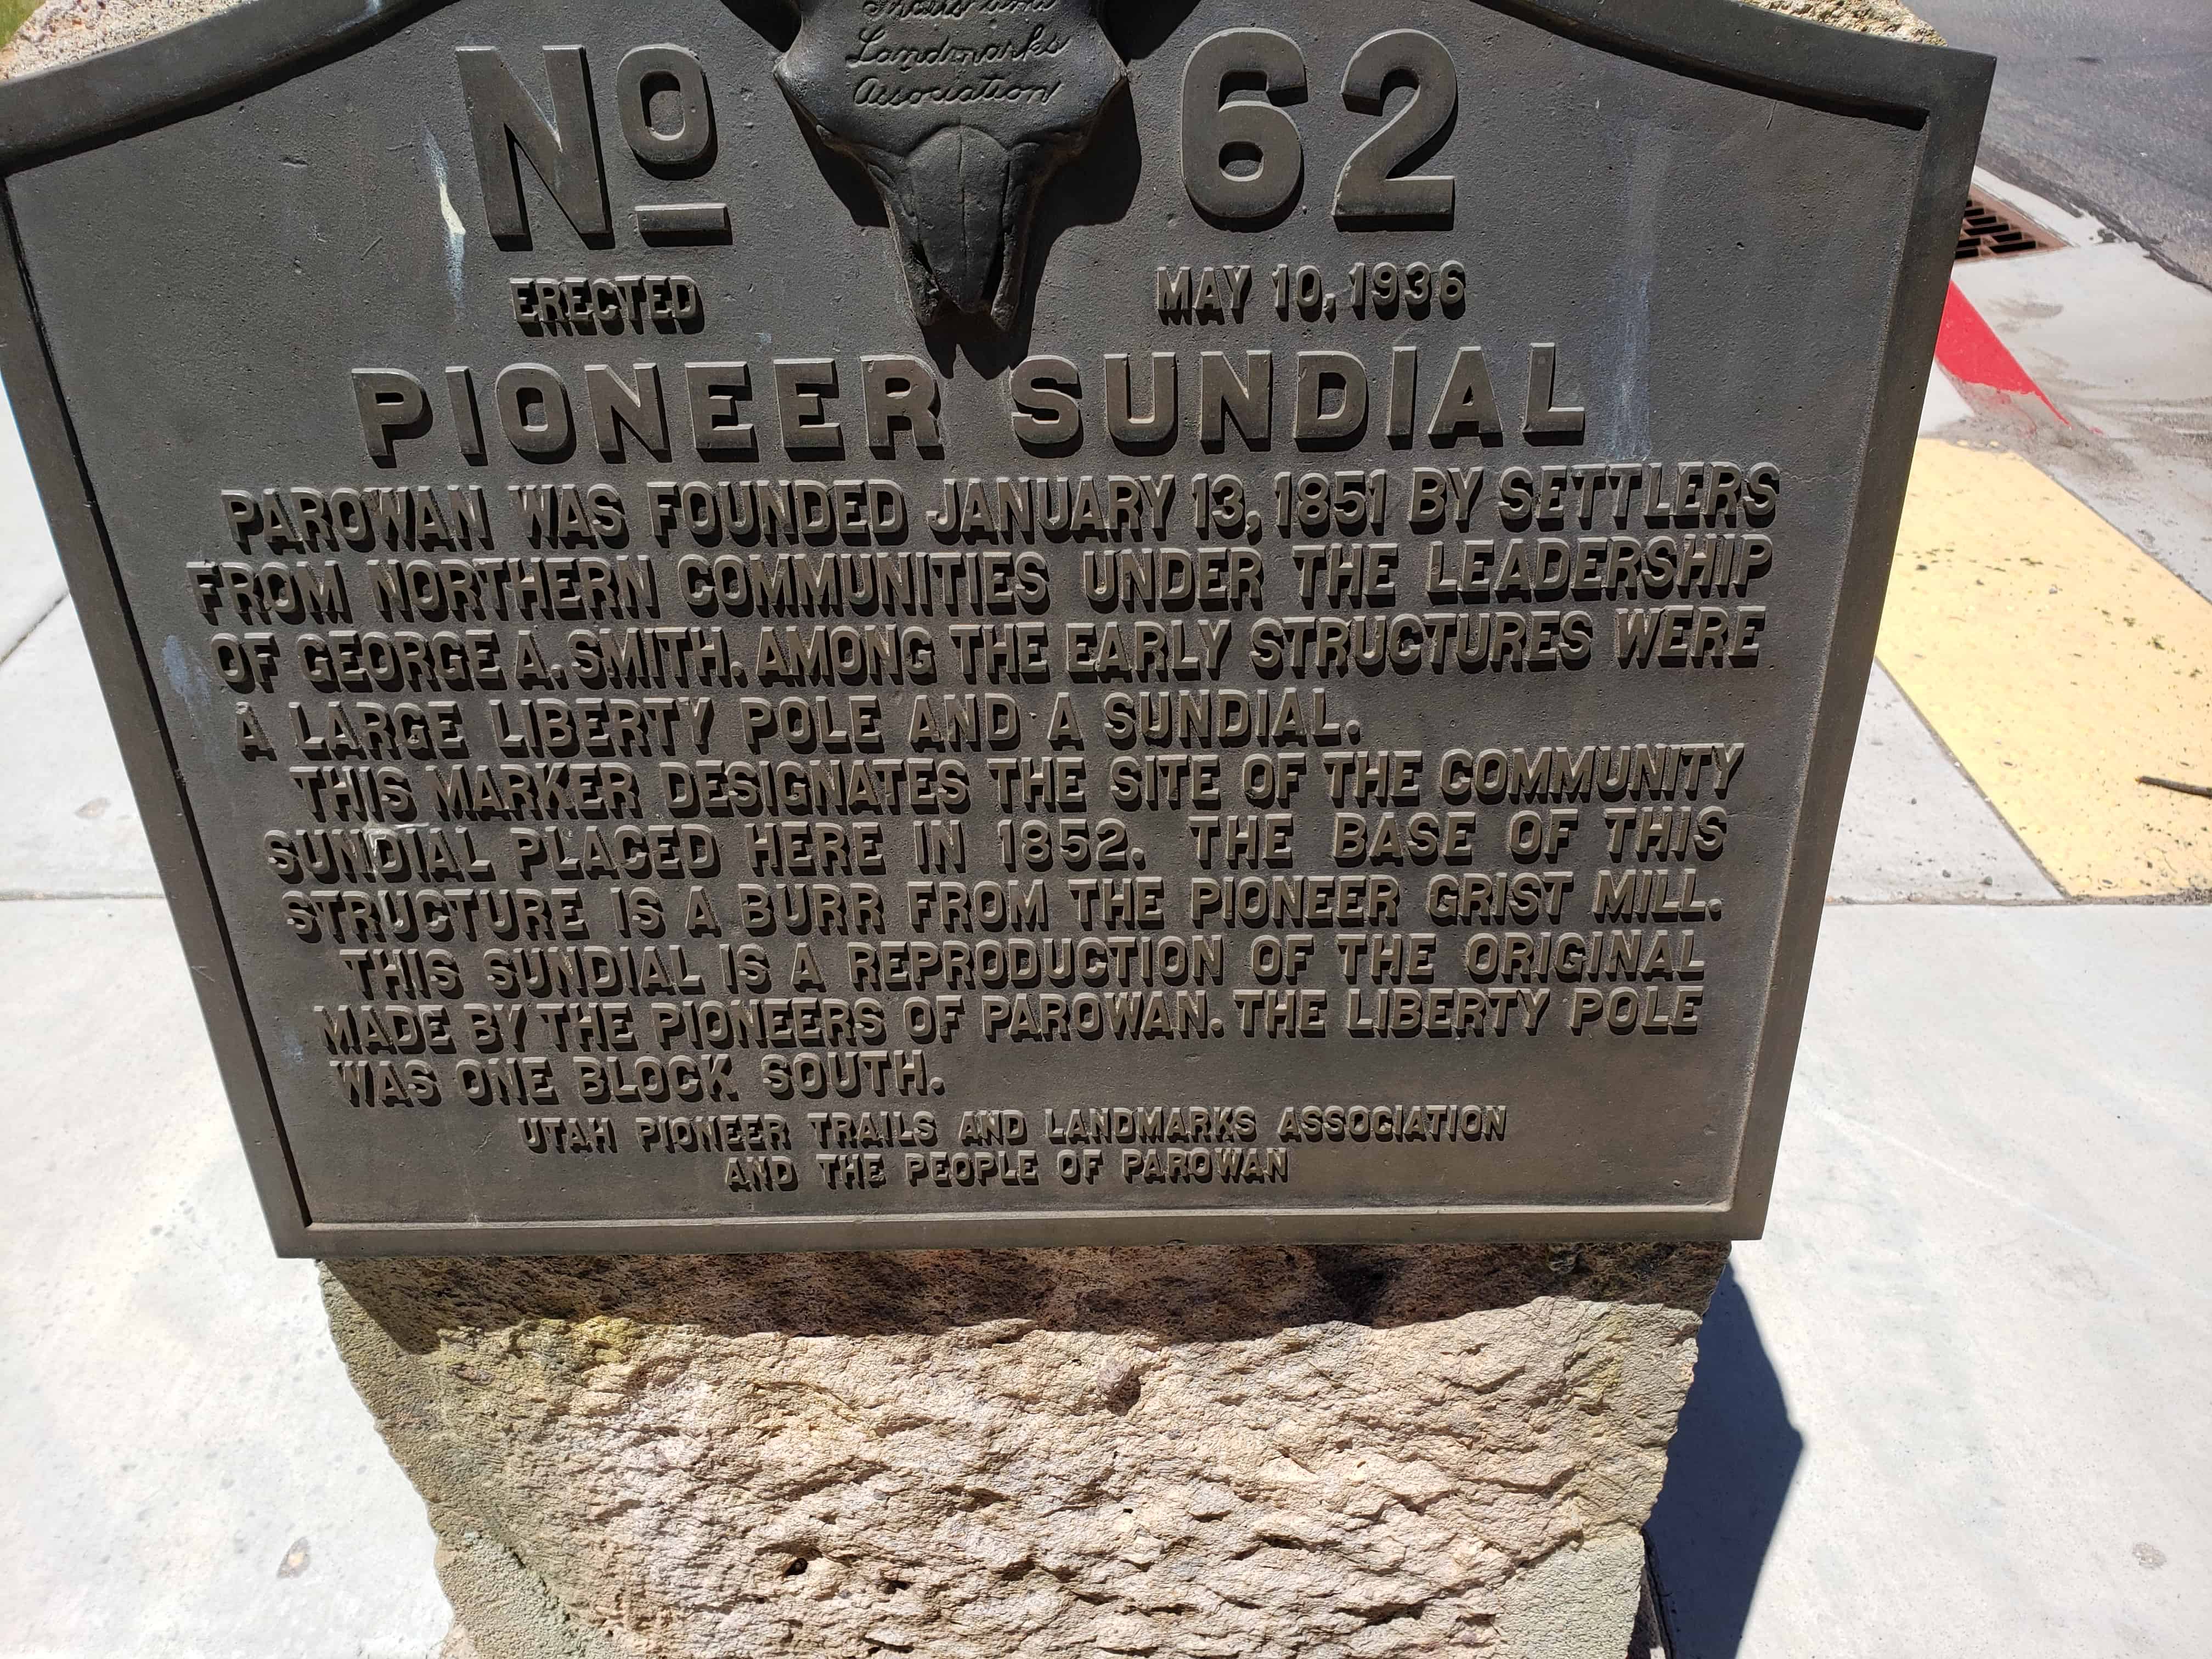 Trails and
Landmarks
Association
No 62
ERECTED MAY 10, 1936
PIONEER SUNDIAL
PAROWAN WAS FOUNDED JANUARY 13, 1851 BY SETTLERS
FROM NORTHERN COMMUNITIES UNDER THE LEADERSHIP
OF GEORGE A. SMITH. AMONG THE EARLY STRUCTURES WERE
A LARGE LIBERTY POLE AND A SUNDIAL.
THIS MARKER DESIGNATES THE SITE OF THE COMMUNITY
SUNDIAL PLACED HERE IN 1852. THE BASE OF THIS
STRUCTURE IS A BURR FROM THE PIONEER GRIST MILL.
THIS SUNDIAL IS A REPRODUCTION OF THE ORIGINAL
MADE BY THE PIONEERS OF PAROWAN. THE LIBERTY POLE
WAS ONE BLOCK SOUTH.
UTAH PIONEER TRAILS AND LANDMARKS ASSOCIATION
AND THE PEOPLE OF PAROWAN